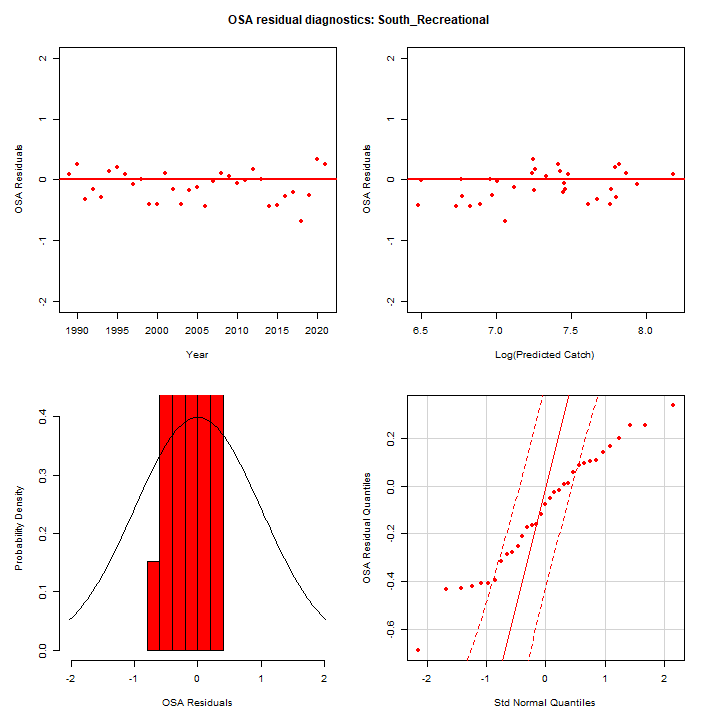 OSA residual diagnostics: South_Recreational
OSA Residuals
2
1
0
-1
-2
1990 1995 2000 2005 2010 2015 2020
Year
OSA Residuals
2
1
0
-1
-2
6.5 7.0 7.5 8.0
Log(Predicted Catch)
Probability Density
0.4
0.3
0.2
0.1
0.0
-2 -1 0 1 2
OSA Residuals
OSA Residual Quantiles
0.2
0.0
-0.2
-0.4
-0.6
-2 -1 0 1 2
Std Normal Quantiles